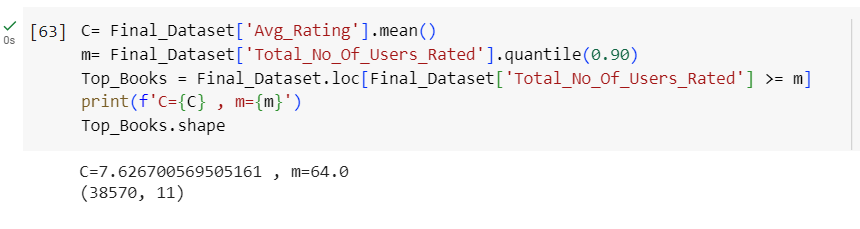 [63] C= Final_Dataset['Avg_Rating'].mean()
m= Final_Dataset['Total_No_Of_Users_Rated'].quantile(0.90)
Top_Books = Final_Dataset.loc[Final_Dataset['Total_No_Of_Users_Rated'] >= m]
print(f'C={C} , m={m}')
Top_Books.shape
0s
C=7.626700569505161 , m=64.0
(38570, 11)